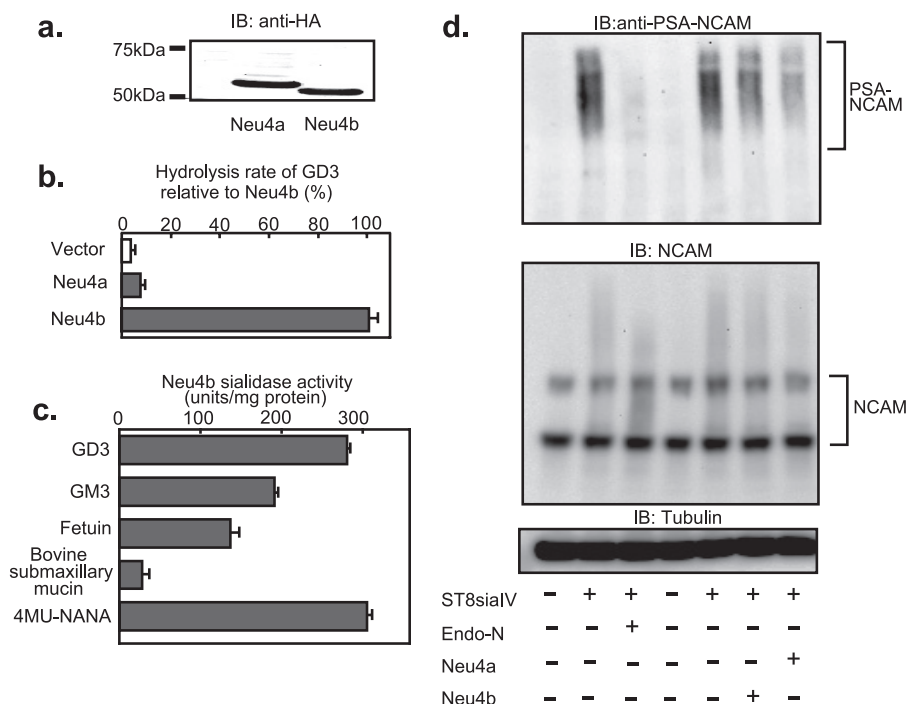 a.
IB: anti-HA
75kDa
50kDa
Neu4a Neu4b
b.
Hydrolysis rate of GD3
relative to Neu4b (%)
0 20 40 60 80 100
Vector
Neu4a
Neu4b
c.
Neu4b sialidase activity
(units/mg protein)
0 100 200 300
GD3
GM3
Fetuin
Bovine
submaxillary
mucin
4MU-NANA
d.
IB:anti-PSA-NCAM
PSA-
NCAM
IB: NCAM
NCAM
IB: Tubulin
ST8siaIV − + + − + + +
Endo-N − − + − − − −
Neu4a − − − − − − +
Neu4b − − − − − + −